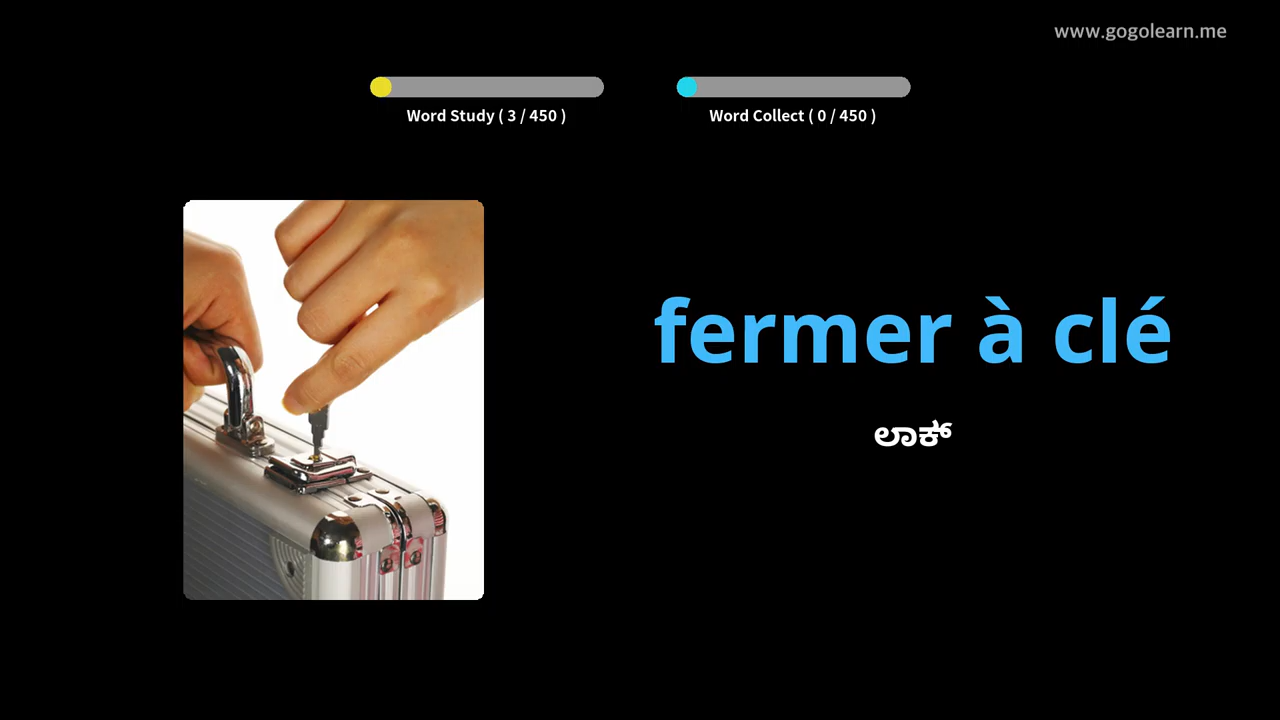 www.gogolearn.me
Word Study ( 3 / 450 )
Word Collect ( 0 / 450 )
fermer à clé
ಲಾಕ್